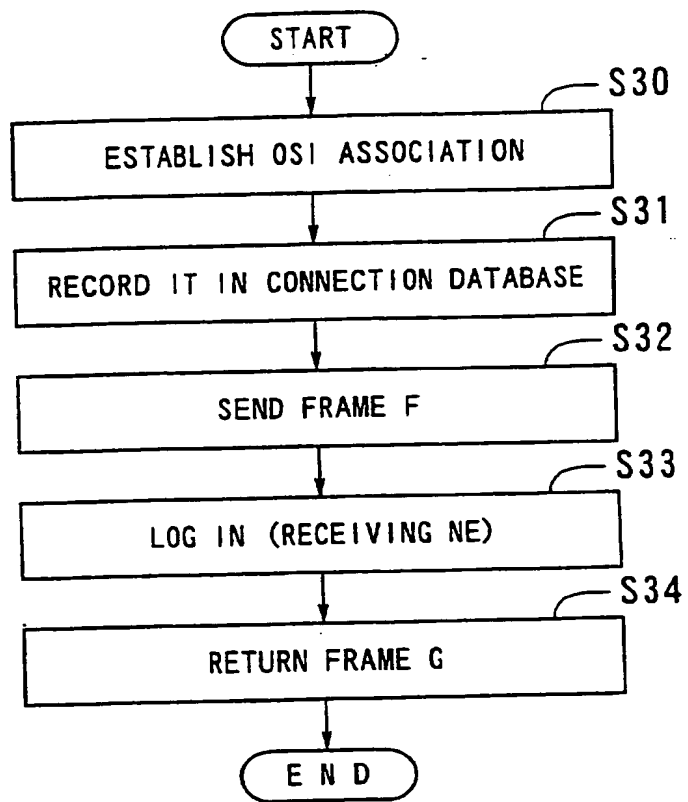 START
S30
ESTABLISH OSI ASSOCIATION
S31
RECORD IT IN CONNECTION DATABASE
S32
SEND FRAME F
S33
LOG IN (RECEIVING NE)
S34
RETURN FRAME G
E N D